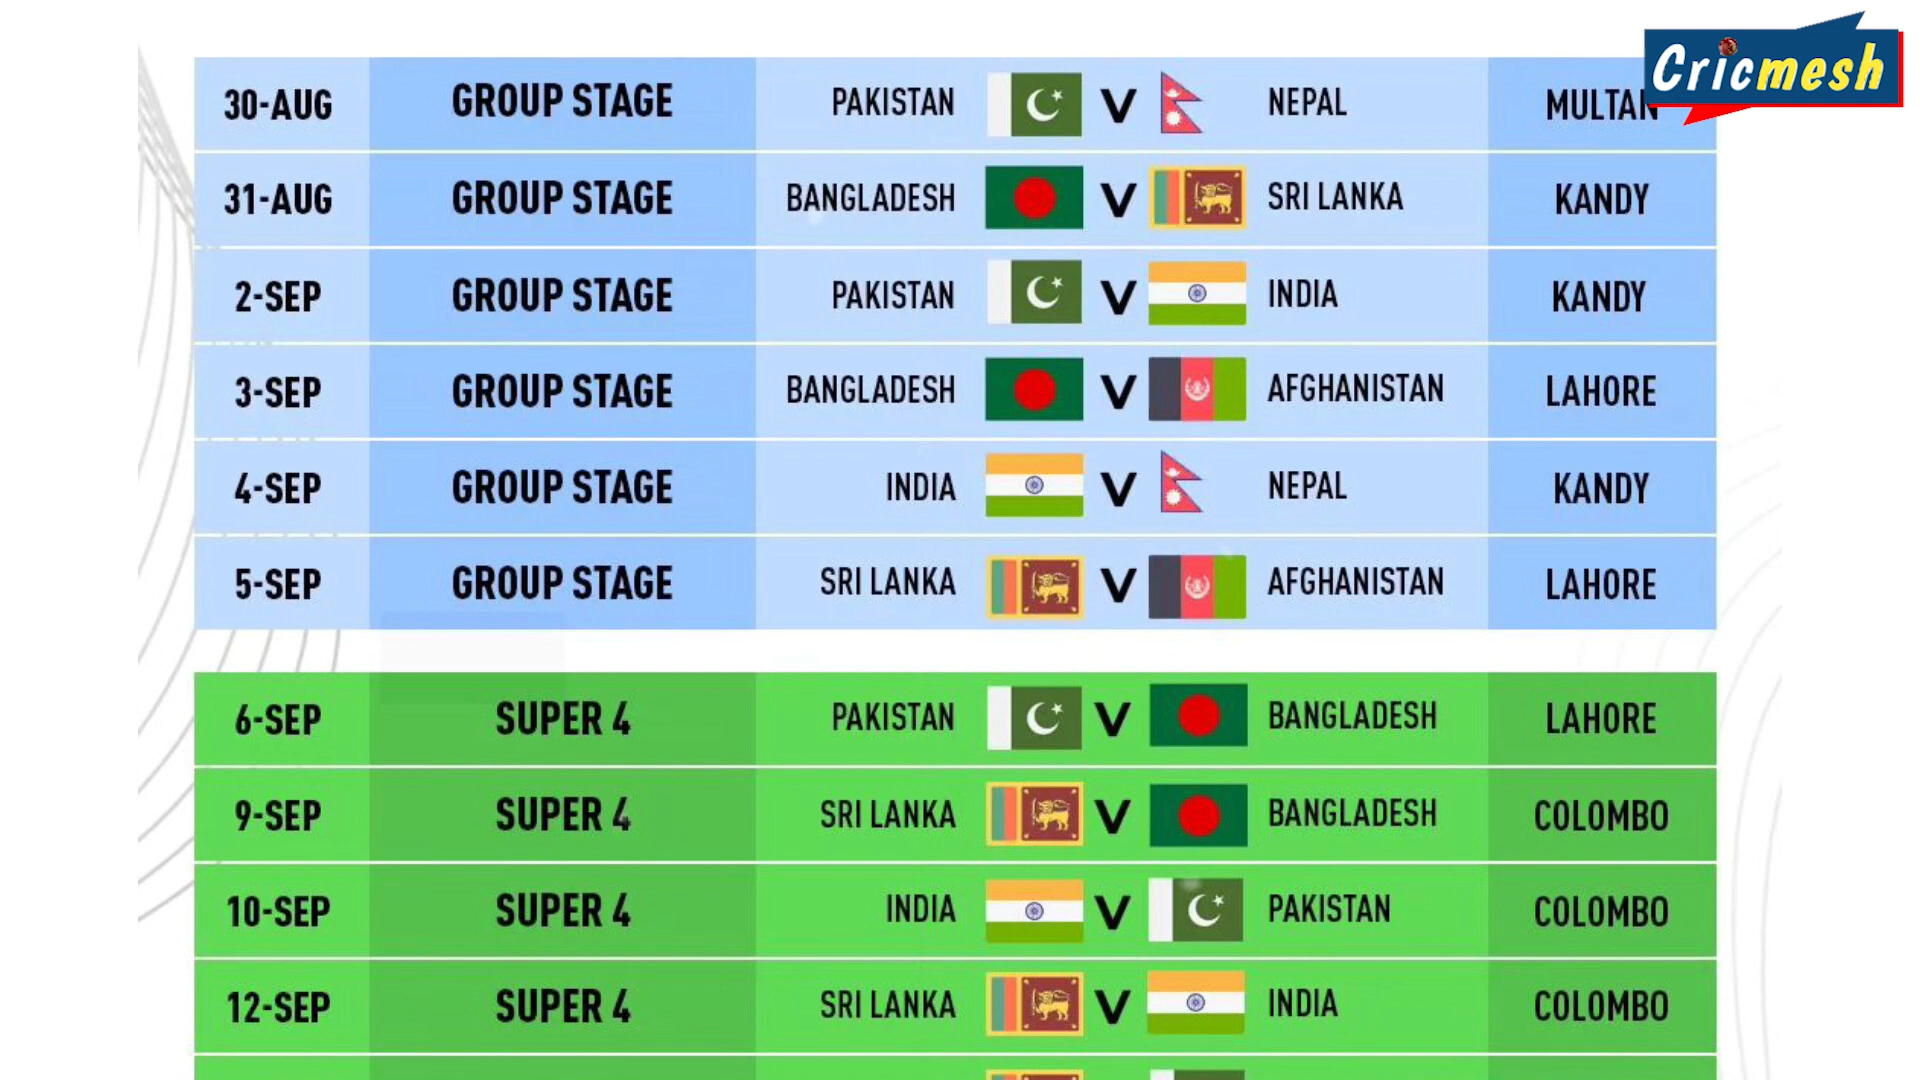 Cricmesh
30-AUG GROUP STAGE PAKISTAN V NEPAL MULTAN
31-AUG GROUP STAGE BANGLADESH V SRI LANKA KANDY
2-SEP GROUP STAGE PAKISTAN V INDIA KANDY
3-SEP GROUP STAGE BANGLADESH V AFGHANISTAN LAHORE
4-SEP GROUP STAGE INDIA V NEPAL KANDY
5-SEP GROUP STAGE SRI LANKA V AFGHANISTAN LAHORE
6-SEP SUPER 4 PAKISTAN V BANGLADESH LAHORE
9-SEP SUPER 4 SRI LANKA V BANGLADESH COLOMBO
10-SEP SUPER 4 INDIA V PAKISTAN COLOMBO
12-SEP SUPER 4 SRI LANKA V INDIA COLOMBO